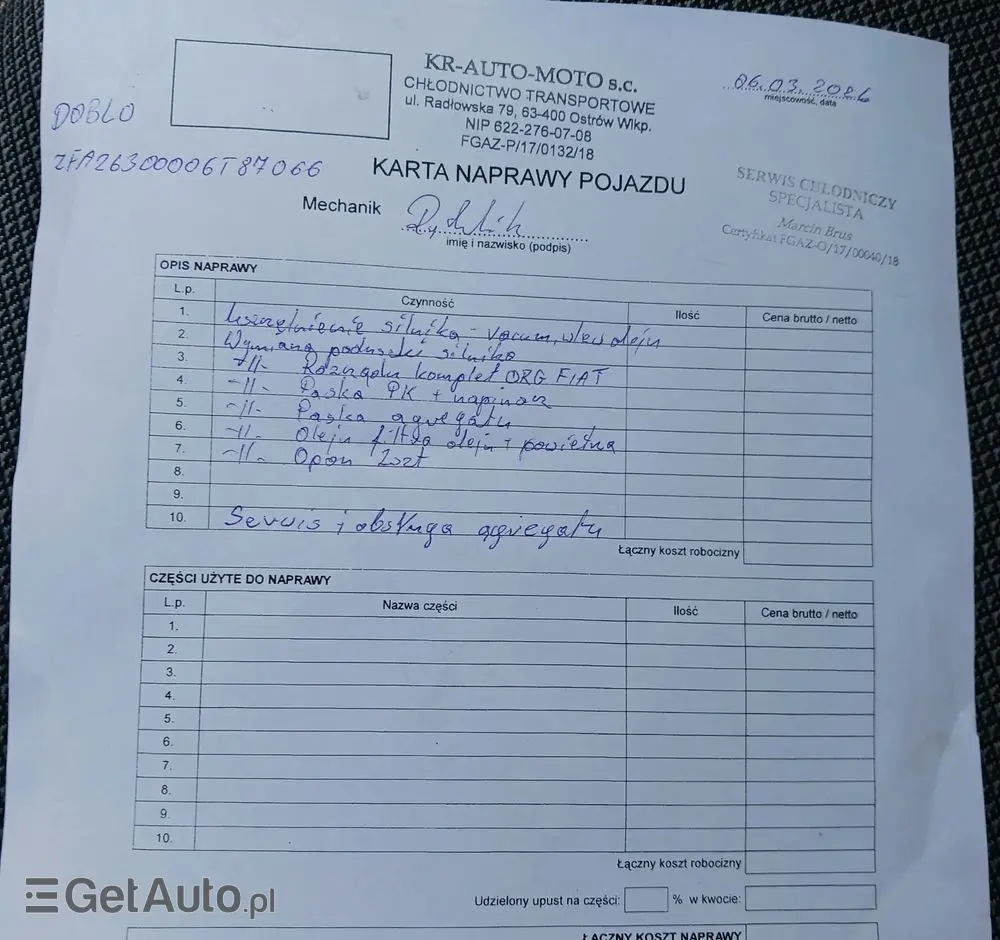 KR-AUTO-MOTO s.c.
CHŁODNICTWO TRANSPORTOWE
ul. Radłowska 79, 63-400 Ostrów Wlkp.
NIP 622-276-07-08
FGAZ-P/17/0132/18
06.03.2026
miejscowość, data
DOBLO
ZFA26300006T87066
KARTA NAPRAWY POJAZDU
SERWIS CHŁODNICZY
SPECJALISTA
Marcin Brus
Certyfikat FGAZ-O/17/00040/18
Mechanik
imię i nazwisko (podpis)
OPIS NAPRAWY
L.p. Czynność Ilość Cena brutto / netto
1. Uszczelnienie silnika - vacum, wlew oleju
2. Wymiana poduszki silnika
3. -//- Rozrządu komplet ORG FIAT
4. -//- Paska PK + napinacz
5. -//- Paska agregatu
6. -//- Oleju filtra oleju + powietrza
7. -//- Opon 2szt
8.
9.
10. Serwis i obsługa agregatu
Łączny koszt robocizny
CZĘŚCI UŻYTE DO NAPRAWY
L.p. Nazwa części Ilość Cena brutto / netto
1.
2.
3.
4.
5.
6.
7.
8.
9.
10.
Łączny koszt robocizny
Udzielony upust na części: % w kwocie:
ŁĄCZNY KOSZT NAPRAWY
GetAuto.pl